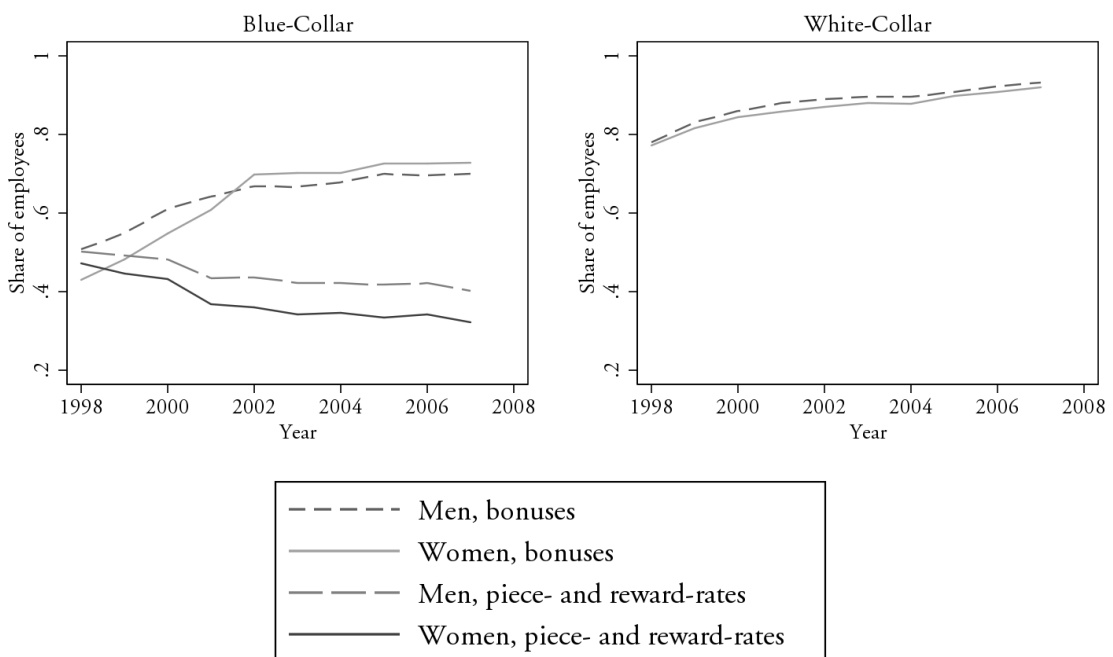 Blue-Collar
Share of employees
1
.8
.6
.4
.2
1998 2000 2002 2004 2006 2008
Year
White-Collar
Share of employees
1
.8
.6
.4
.2
1998 2000 2002 2004 2006 2008
Year
Men, bonuses
Women, bonuses
Men, piece- and reward-rates
Women, piece- and reward-rates